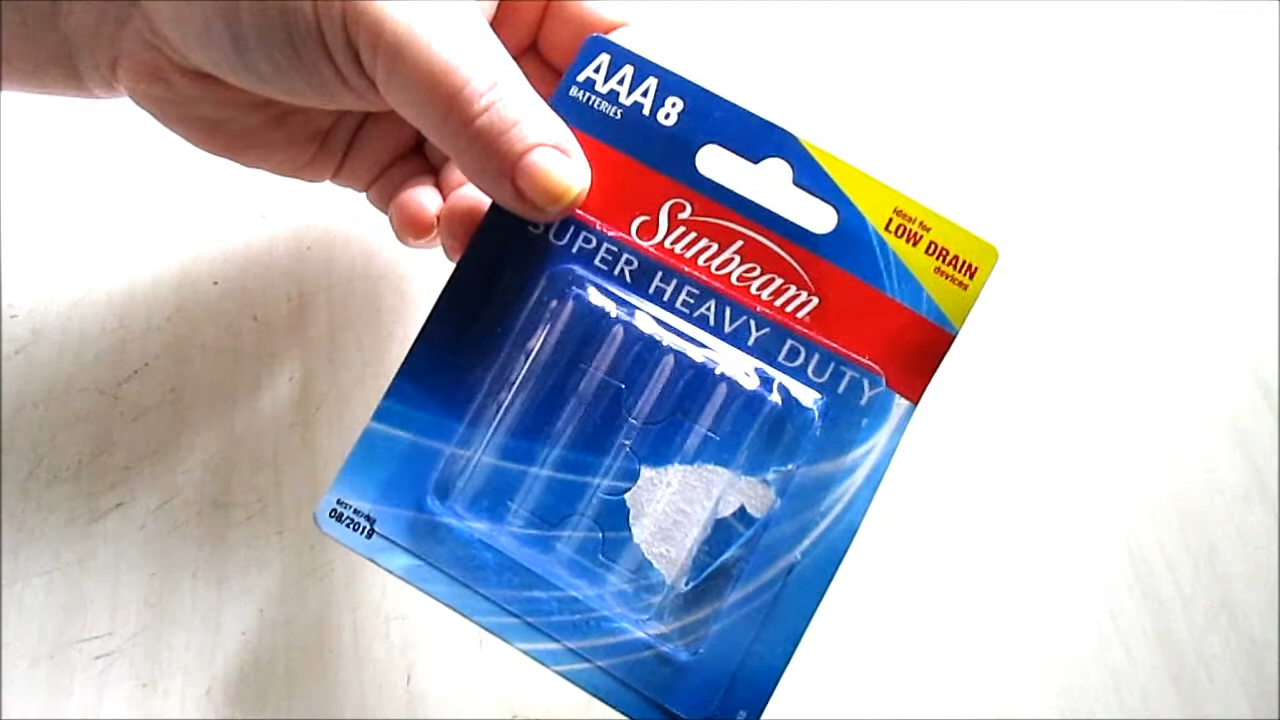 AAA 8
BATTERIES
ideal for
LOW DRAIN
devices
Sunbeam
SUPER HEAVY DUTY
BEST BEFORE
08/2019